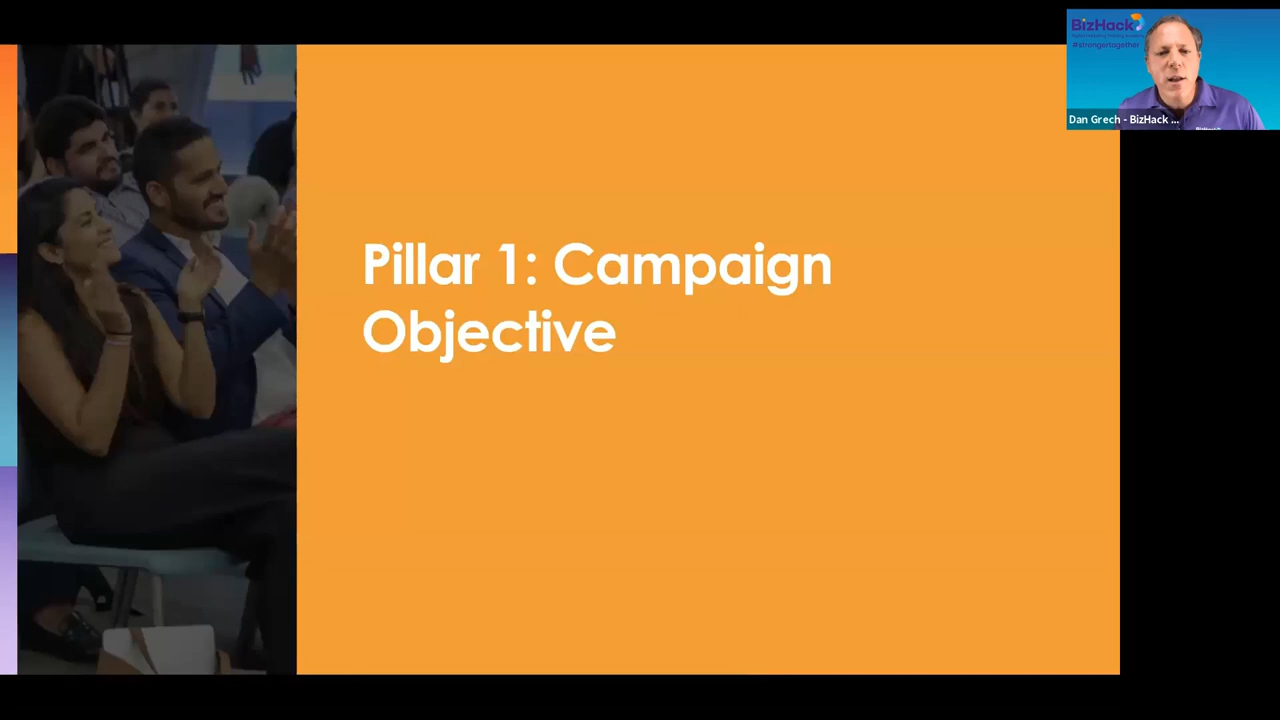 BizHack
#strongertogether
Dan Grech - BizHack ...
Pillar 1: Campaign
Objective